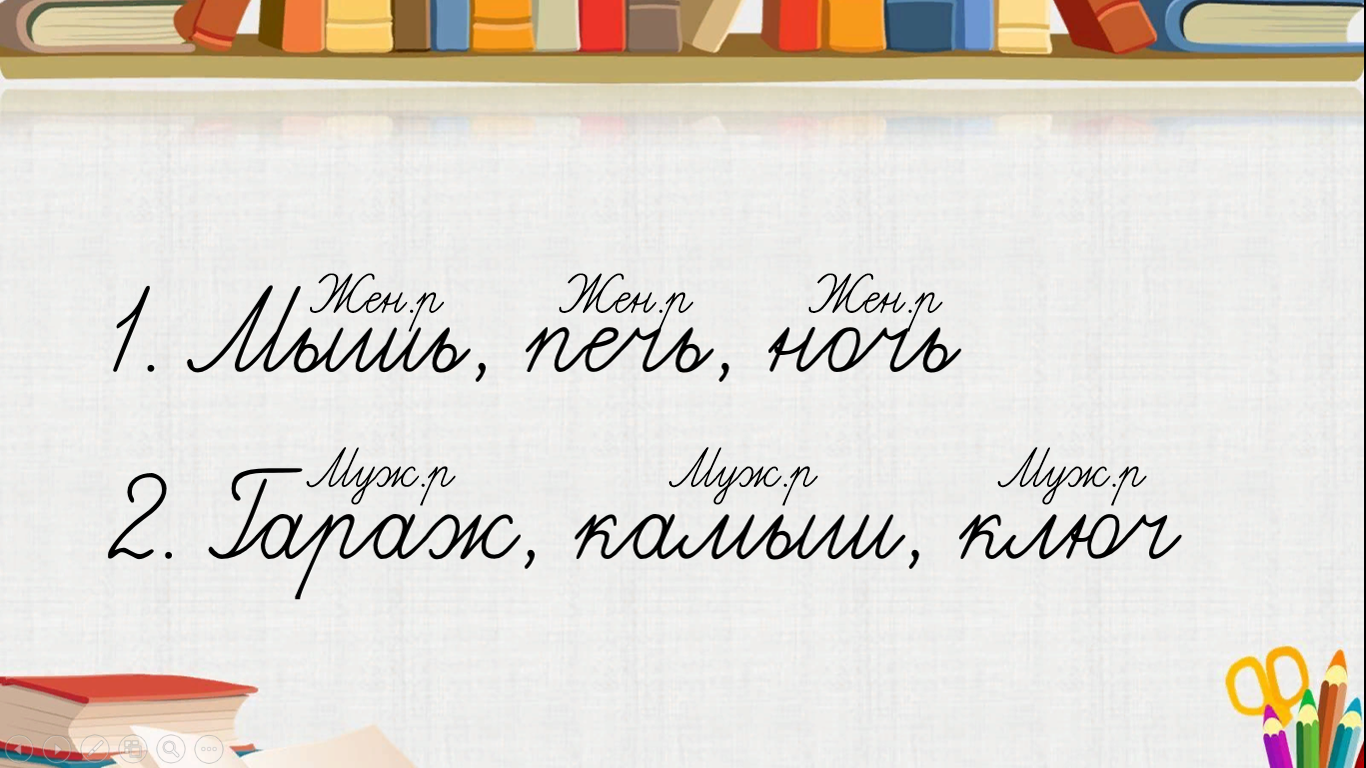 Жен.р Жен.р Жен.р
1. Мышь, печь, ночь
Муж.р Муж.р Муж.р
2. Гараж, камыш, ключ